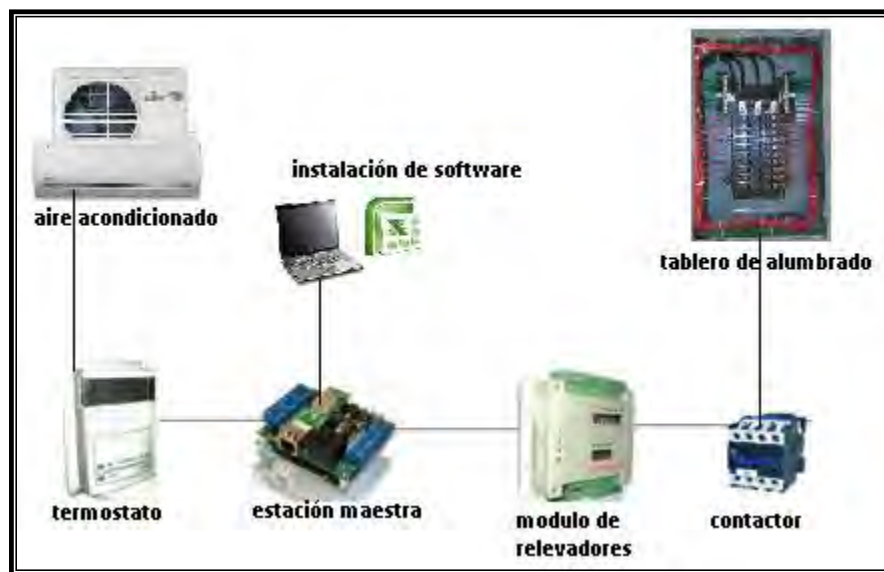 instalación de software
aire acondicionado
tablero de alumbrado
termostato
estación maestra
modulo de
relevadores
contactor